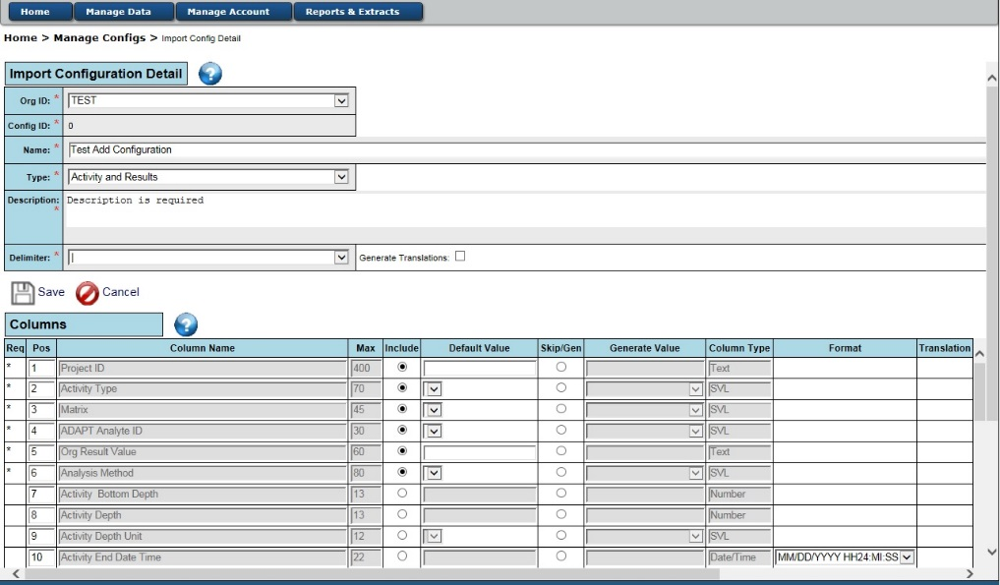 Home Manage Data Manage Account Reports & Extracts
Home > Manage Configs > Import Config Detail
Import Configuration Detail ?
Org ID: * TEST
Config ID: * 0
Name: * Test Add Configuration
Type: * Activity and Results
Description: * Description is required
Delimiter: * Generate Translations:
Save Cancel
Columns ?
Req Pos Column Name Max Include Default Value Skip/Gen Generate Value Column Type Format Translation
* 1 Project ID 400 Text
* 2 Activity Type 70 SVL
* 3 Matrix 45 SVL
* 4 ADAPT Analyte ID 30 SVL
* 5 Org Result Value 60 Text
* 6 Analysis Method 80 SVL
7 Activity Bottom Depth 13 Number
8 Activity Depth 13 Number
9 Activity Depth Unit 12 SVL
10 Activity End Date Time 22 Date/Time MM/DD/YYYY HH24:MI:SS